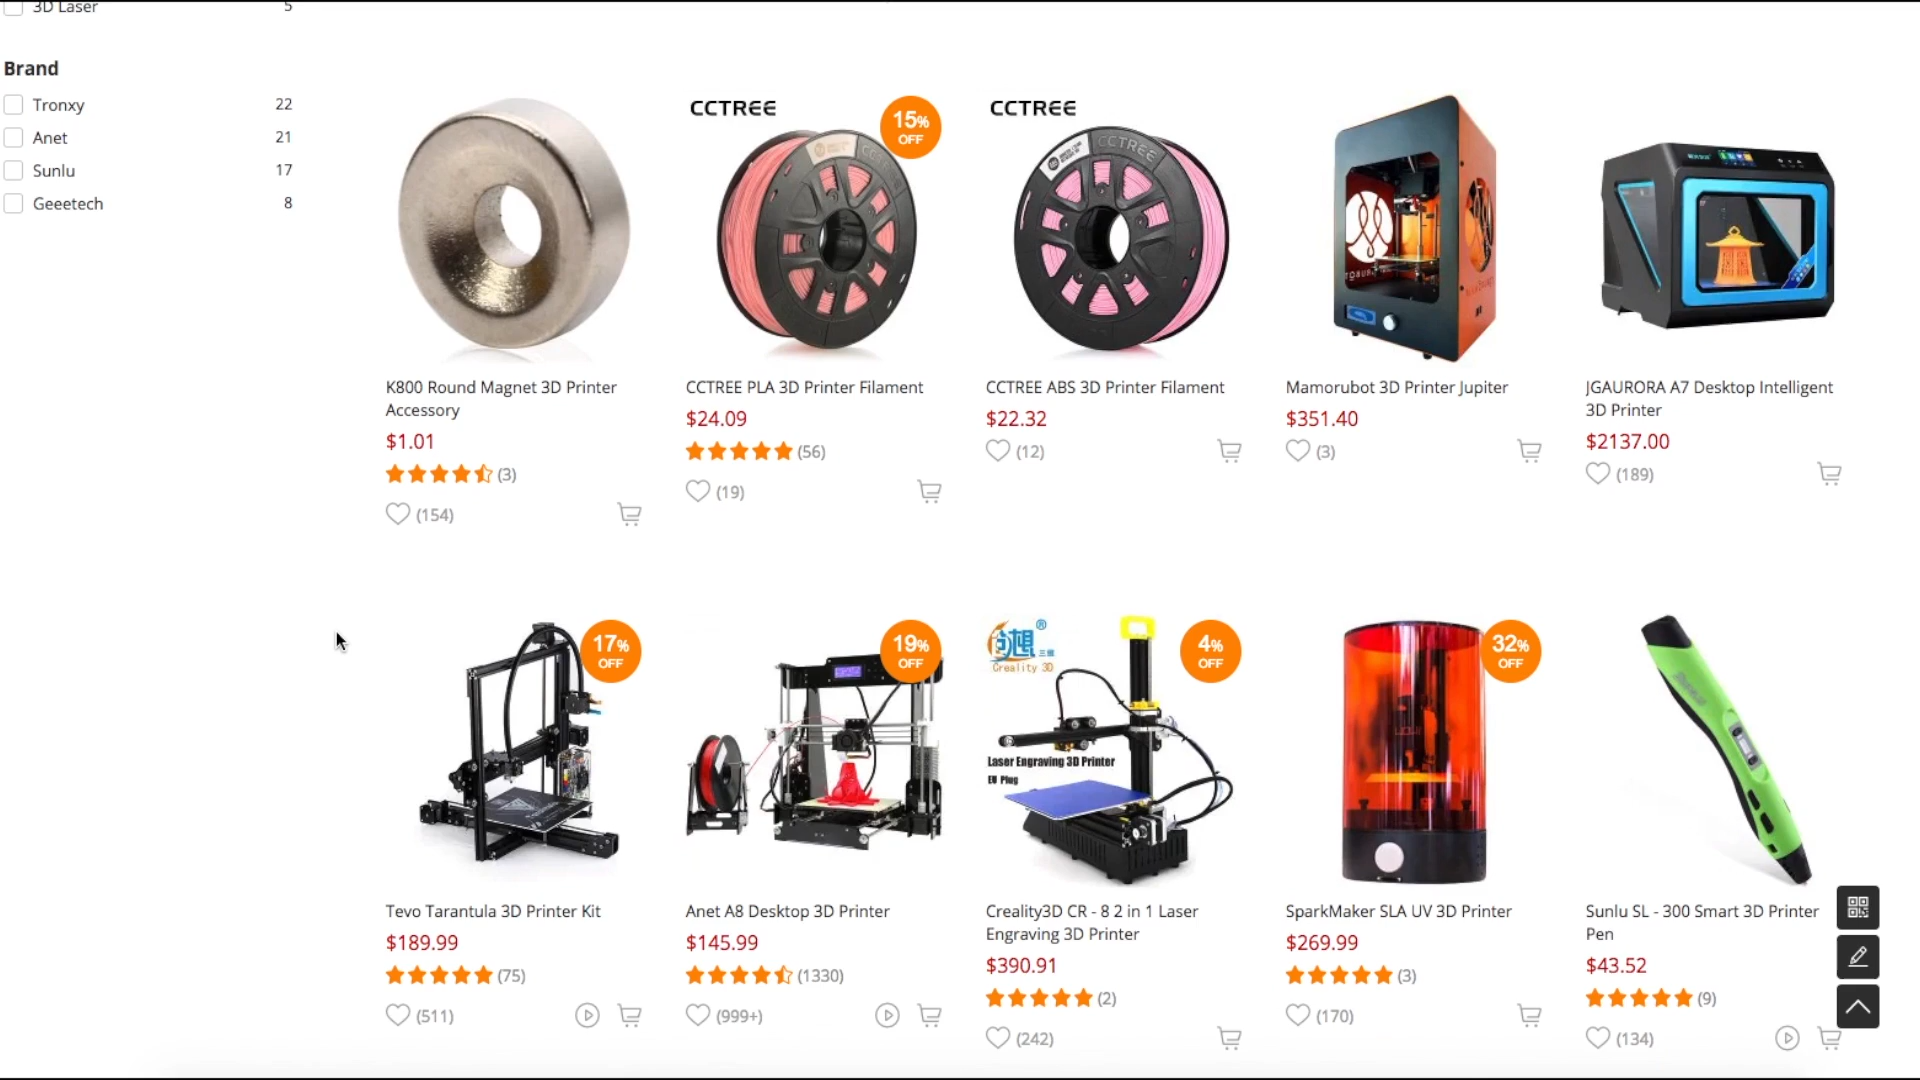 3D Laser 5
Brand
Tronxy 22
Anet 21
Sunlu 17
Geeetech 8
CCTREE
15% OFF
CCTREE
CCTREE
K800 Round Magnet 3D Printer
Accessory
$1.01
(3)
(154)
CCTREE PLA 3D Printer Filament
$24.09
(56)
(19)
CCTREE ABS 3D Printer Filament
$22.32
(12)
Mamorubot 3D Printer Jupiter
$351.40
(3)
JGAURORA A7 Desktop Intelligent
3D Printer
$2137.00
(189)
17% OFF
19% OFF
创想
三维
®
Creality 3D
4% OFF
Laser Engraving 3D Printer
EU Plug
32% OFF
Tevo Tarantula 3D Printer Kit
$189.99
(75)
(511)
Anet A8 Desktop 3D Printer
$145.99
(1330)
(999+)
Creality3D CR - 8 2 in 1 Laser
Engraving 3D Printer
$390.91
(2)
(242)
SparkMaker SLA UV 3D Printer
$269.99
(3)
(170)
Sunlu SL - 300 Smart 3D Printer
Pen
$43.52
(9)
(134)